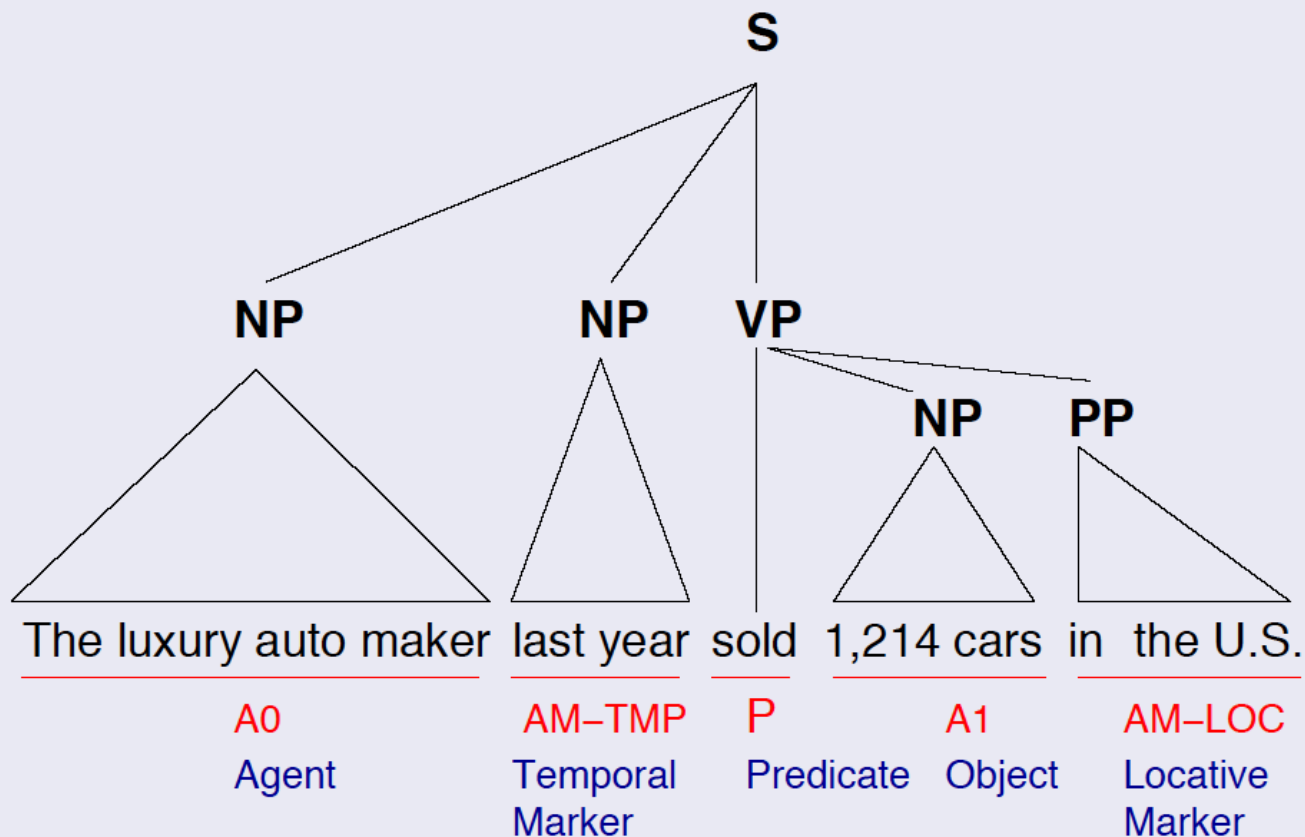 S
NP NP VP
NP PP
The luxury auto maker last year sold 1,214 cars in the U.S.
A0 AM–TMP P A1 AM–LOC
Agent Temporal Predicate Object Locative
Marker Marker